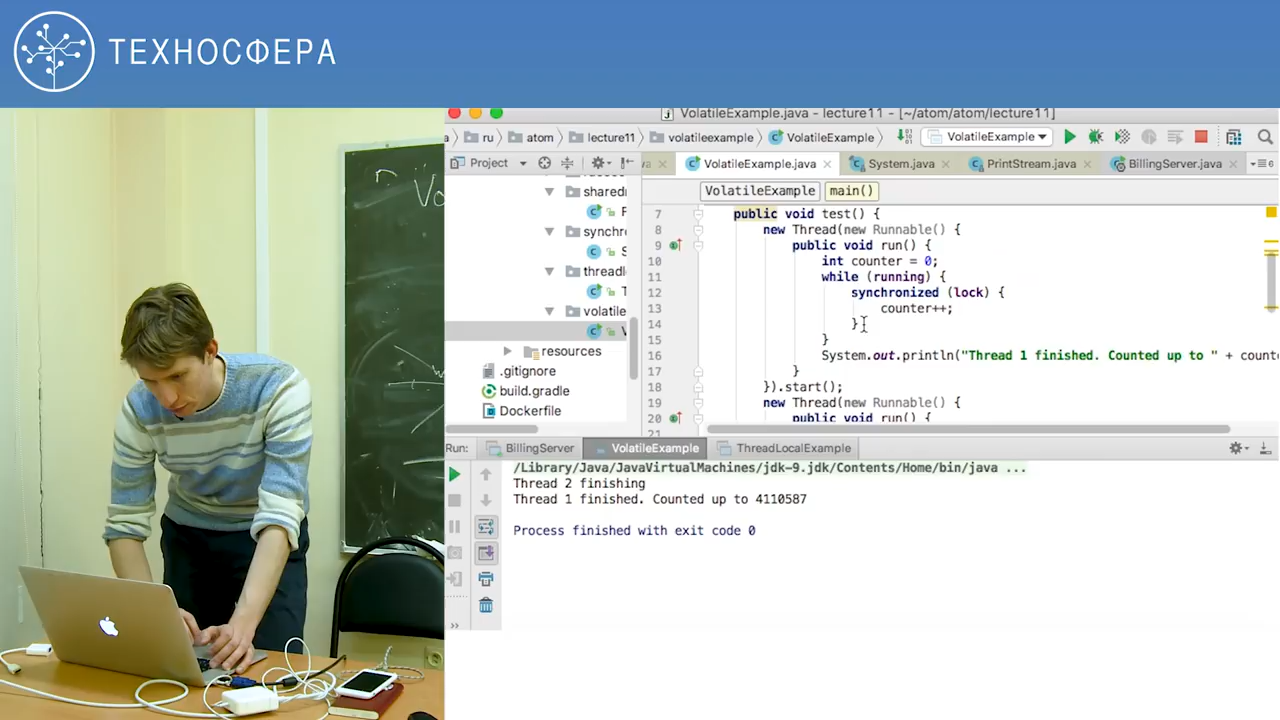 ТЕХНОСФЕРА
VolatileExample.java - lecture11 - [~/atom/atom/lecture11]
ru atom lecture11 volatileexample VolatileExample VolatileExample
Project VolatileExample.java System.java PrintStream.java BillingServer.java
VolatileExample main()
sharedr
synchro
threadl
volatile
resources
.gitignore
build.gradle
Dockerfile
7 public void test() {
8 new Thread(new Runnable() {
9 public void run() {
10 int counter = 0;
11 while (running) {
12 synchronized (lock) {
13 counter++;
14 }
15 }
16 System.out.println("Thread 1 finished. Counted up to " + counte
17 }
18 }).start();
19 new Thread(new Runnable() {
20 public void run() {
21
Run: BillingServer VolatileExample ThreadLocalExample
/Library/Java/JavaVirtualMachines/jdk-9.jdk/Contents/Home/bin/java ...
Thread 2 finishing
Thread 1 finished. Counted up to 4110587
Process finished with exit code 0